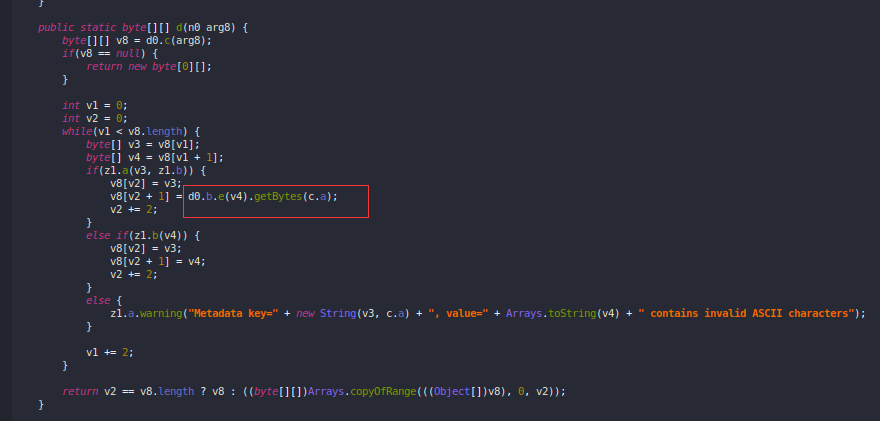 }
public static byte[][] d(n0 arg8) {
byte[][] v8 = d0.c(arg8);
if(v8 == null) {
return new byte[0][];
}
int v1 = 0;
int v2 = 0;
while(v1 < v8.length) {
byte[] v3 = v8[v1];
byte[] v4 = v8[v1 + 1];
if(z1.a(v3, z1.b)) {
v8[v2] = v3;
v8[v2 + 1] = d0.b.e(v4).getBytes(c.a);
v2 += 2;
}
else if(z1.b(v4)) {
v8[v2] = v3;
v8[v2 + 1] = v4;
v2 += 2;
}
else {
z1.a.warning("Metadata key=" + new String(v3, c.a) + ", value=" + Arrays.toString(v4) + " contains invalid ASCII characters");
}
v1 += 2;
}
return v2 == v8.length ? v8 : ((byte[][])Arrays.copyOfRange(((Object[])v8), 0, v2));
}